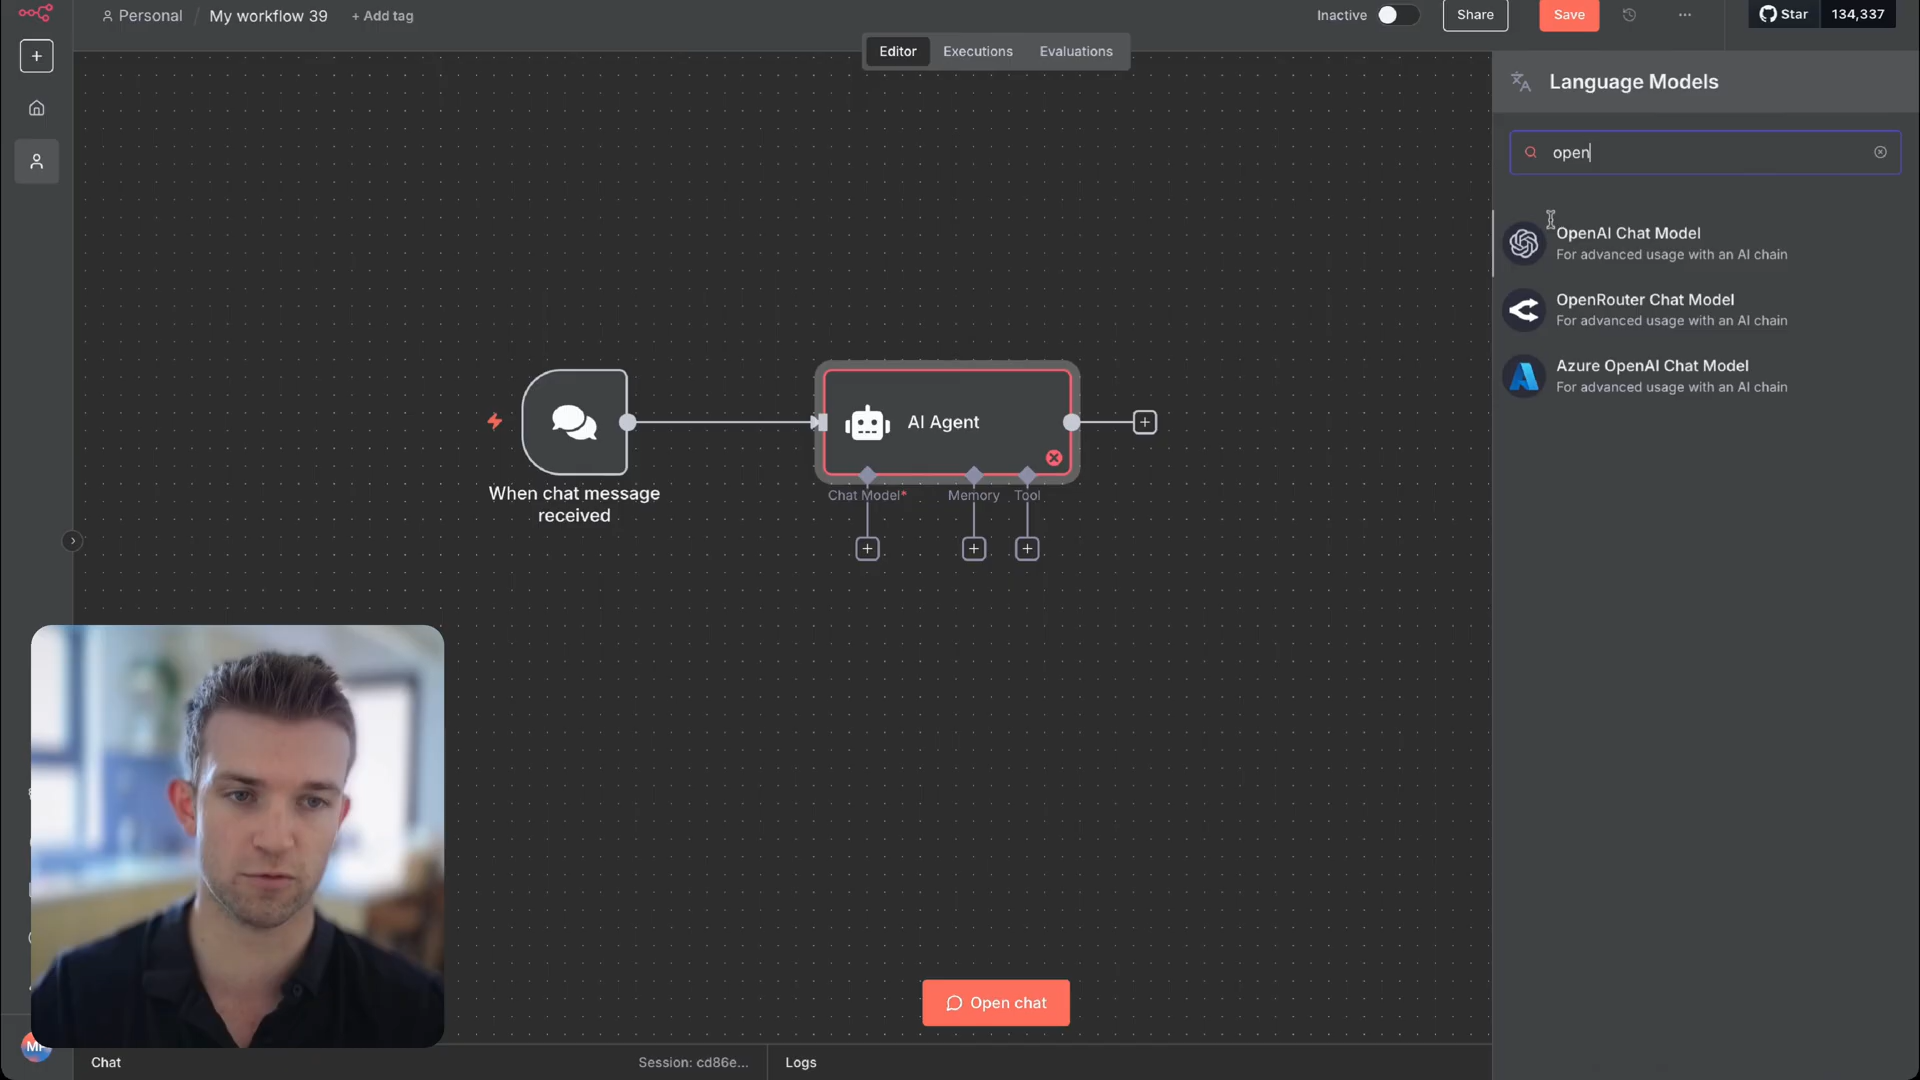 Personal / My workflow 39 + Add tag
Inactive
Share
Save
...
Star 134,337
Editor Executions Evaluations
Language Models
open
OpenAI Chat Model
For advanced usage with an AI chain
OpenRouter Chat Model
For advanced usage with an AI chain
Azure OpenAI Chat Model
For advanced usage with an AI chain
AI Agent
When chat message
received
Chat Model*
Memory
Tool
Open chat
Chat
Session: cd86e...
Logs